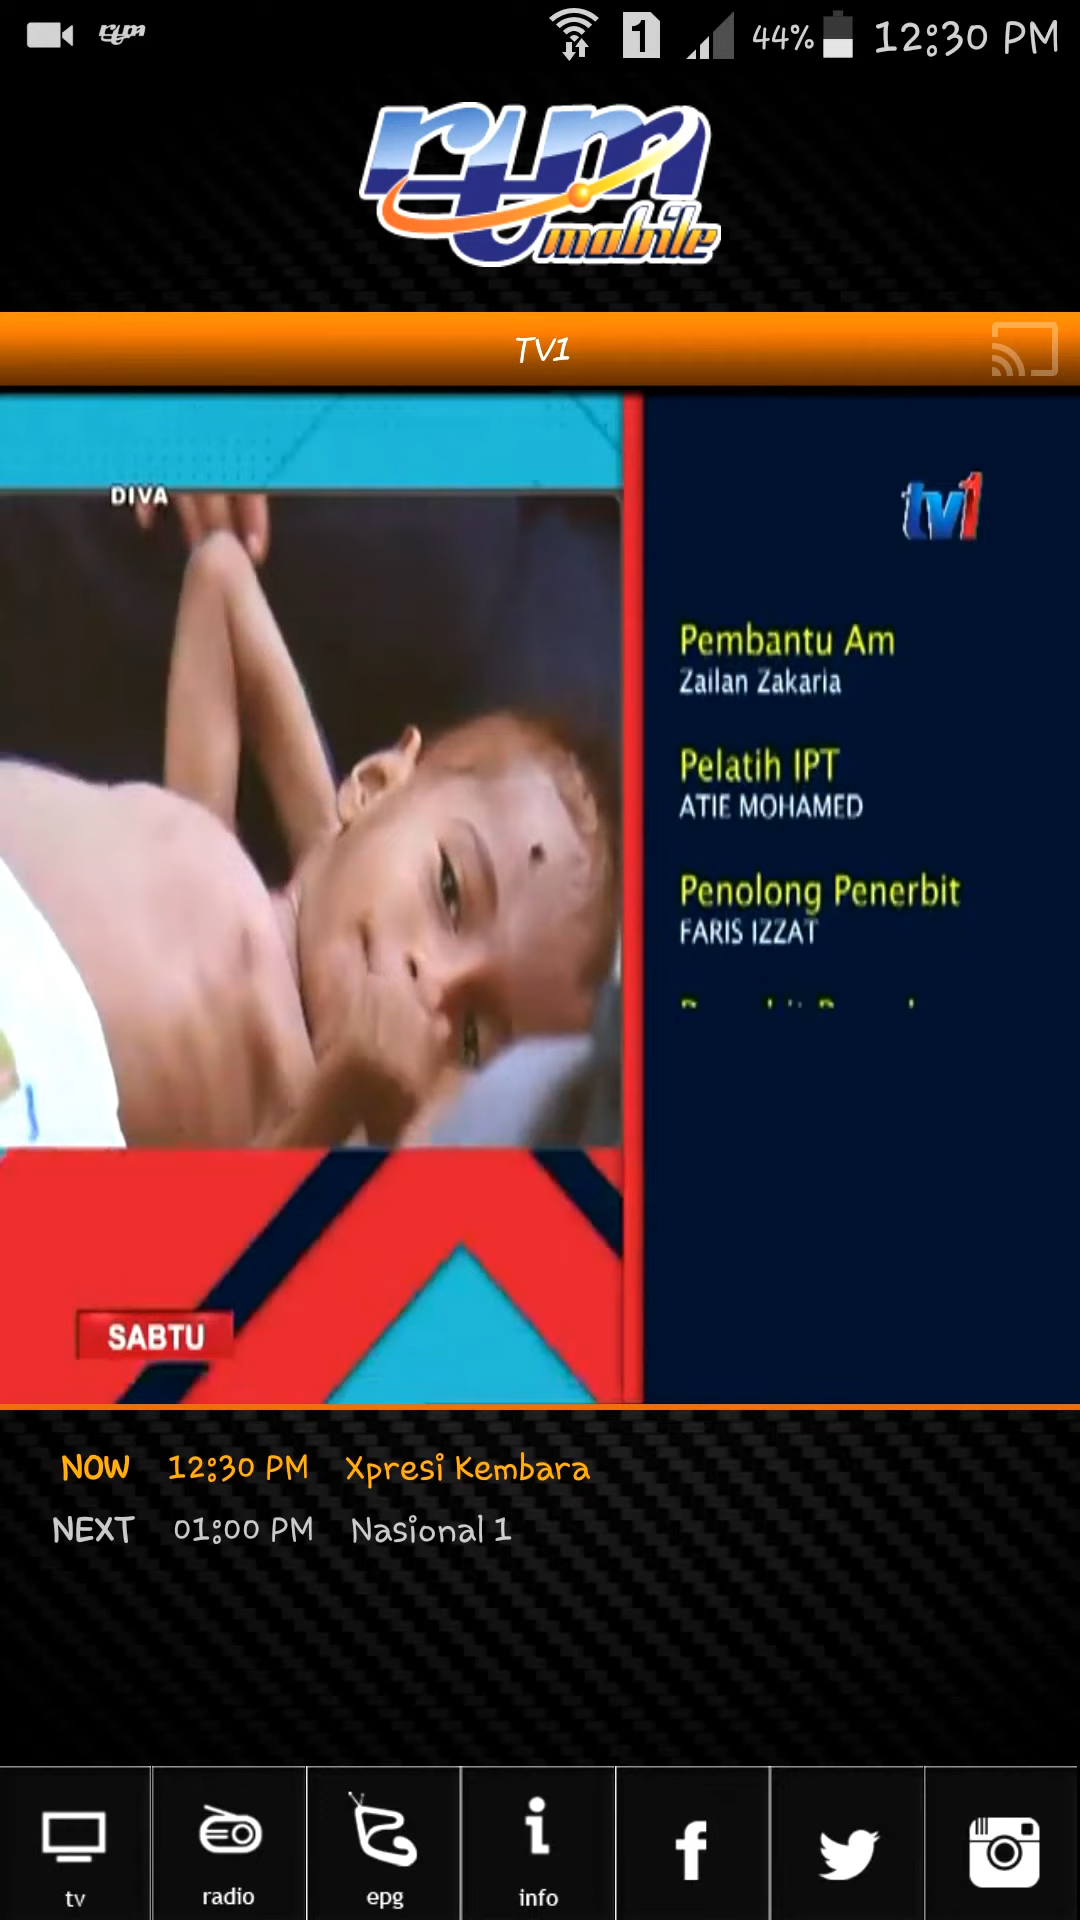 rtm
1
44%
12:30 PM
rtm
mobile
TV1
DIVA
tv1
Pembantu Am
Zailan Zakaria
Pelatih IPT
ATIE MOHAMED
Penolong Penerbit
FARIS IZZAT
SABTU
NOW 12:30 PM Xpresi Kembara
NEXT 01:00 PM Nasional 1
tv
radio
epg
info